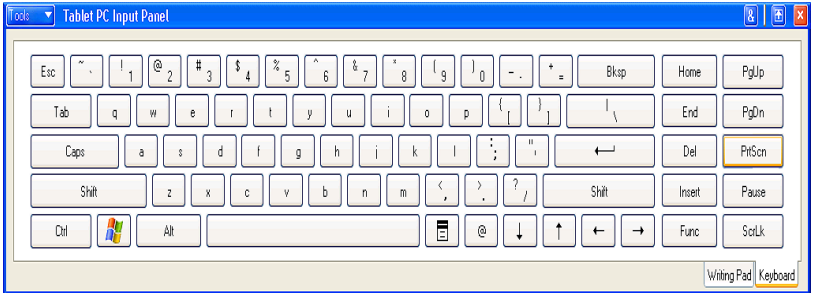 Tools Tablet PC Input Panel &
Esc ~ ` ! 1 @ 2 # 3 $ 4 % 5 ^ 6 & 7 * 8 ( 9 ) 0 - . + = Bksp Home PgUp
Tab q w e r t y u i o p { [ } ] | \ End PgDn
Caps a s d f g h j k l : ; " ' ← Del PrtScn
Shift z x c v b n m < , > . ? / Shift Insert Pause
Ctrl Alt @ ↓ ↑ ← → Func ScrLk
Writing Pad Keyboard